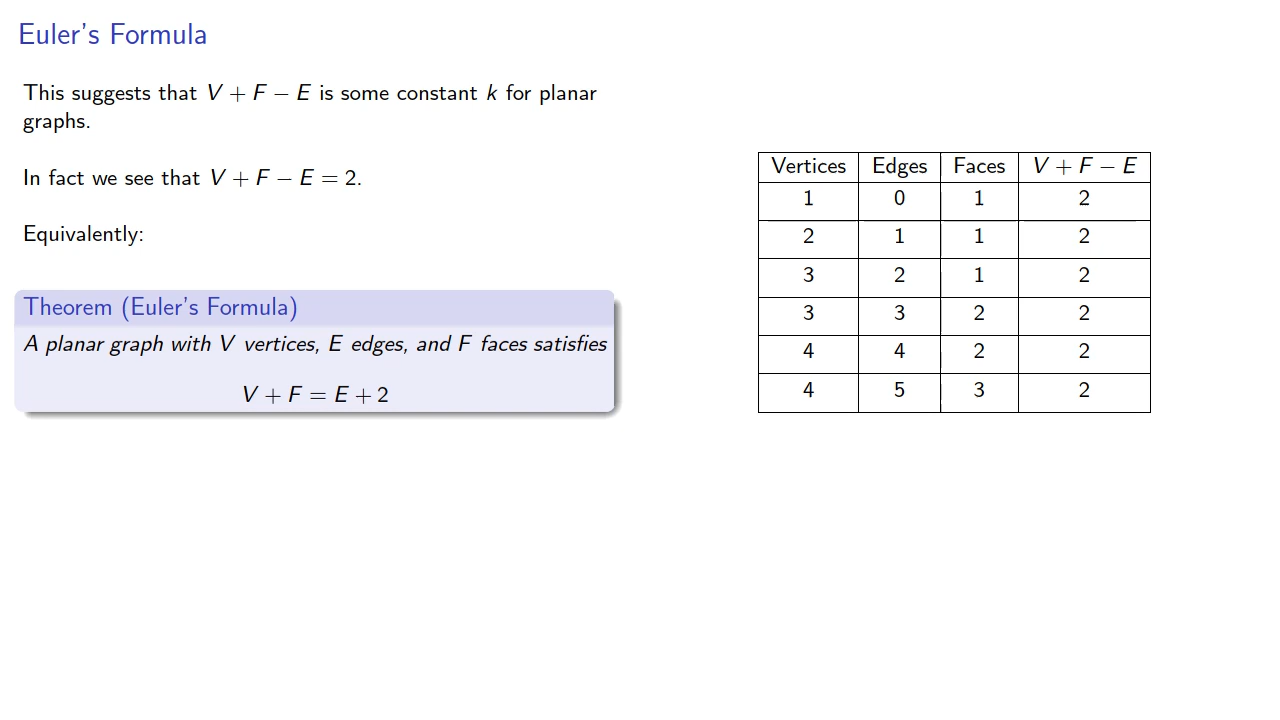 Euler's Formula
This suggests that V + F − E is some constant k for planar
graphs.
In fact we see that V + F − E = 2.
Equivalently:
Theorem (Euler's Formula)
A planar graph with V vertices, E edges, and F faces satisfies
V + F = E + 2
Vertices Edges Faces V + F − E
1 0 1 2
2 1 1 2
3 2 1 2
3 3 2 2
4 4 2 2
4 5 3 2